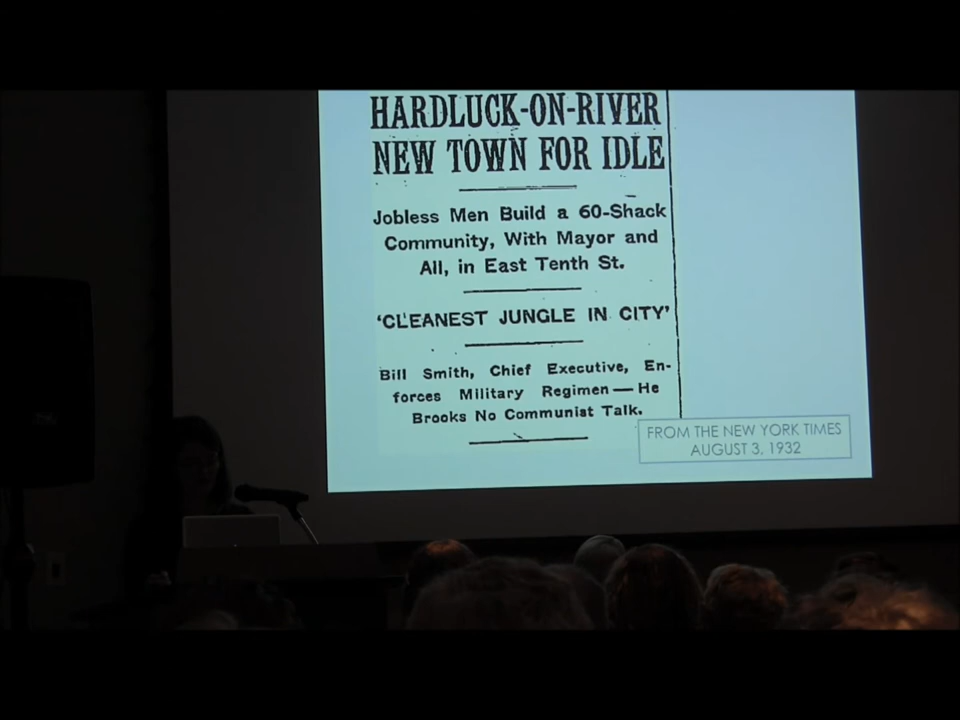 HARDLUCK-ON-RIVER
NEW TOWN FOR IDLE
Jobless Men Build a 60-Shack
Community, With Mayor and
All, in East Tenth St.
'CLEANEST JUNGLE IN CITY'
Bill Smith, Chief Executive, En-
forces Military Regimen — He
Brooks No Communist Talk.
FROM THE NEW YORK TIMES
AUGUST 3, 1932